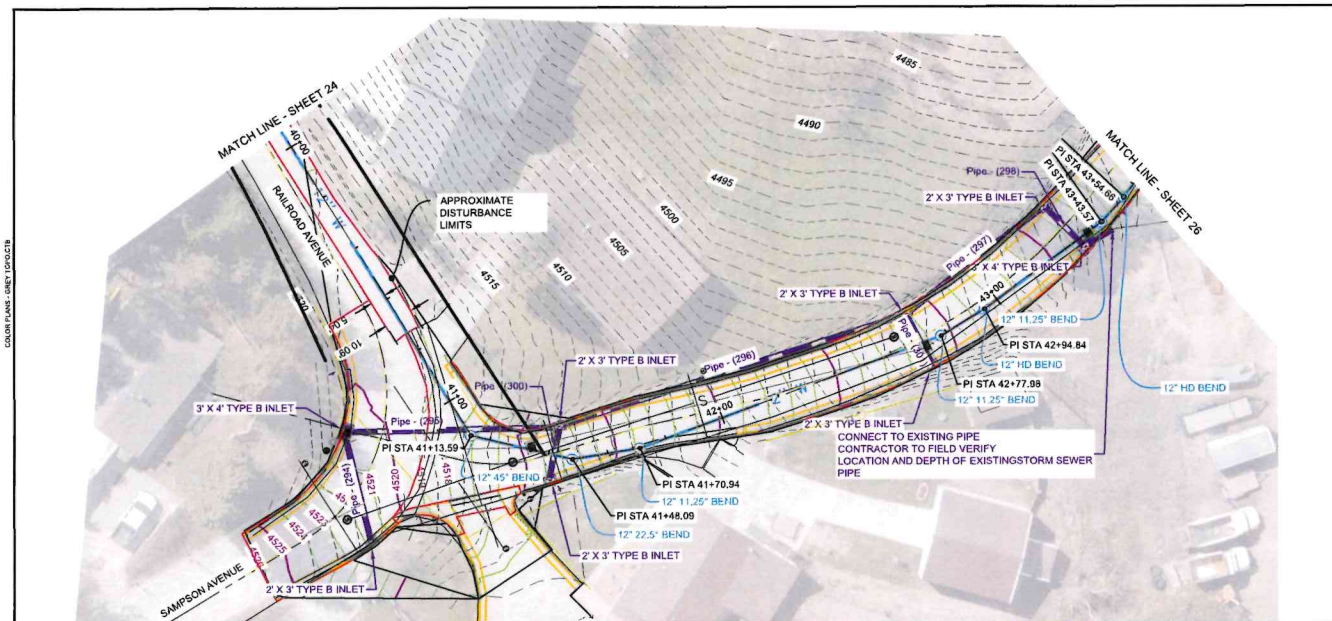 COLOR PLANS - GREY TOPO.CTB
MATCH LINE - SHEET 24
40+00
RAILROAD AVENUE
APPROXIMATE
DISTURBANCE
LIMITS
4485
4490
4495
4500
4505
4510
4515
MATCH LINE - SHEET 26
PI STA 43+54.66
PI STA 43+43.57
Pipe - (298)
2' X 3' TYPE B INLET
Pipe - (297)
X 4' TYPE B INLET
2' X 3' TYPE B INLET
43+00
12" 11.25° BEND
PI STA 42+94.84
12" HD BEND
12" HD BEND
PI STA 42+77.98
12" 11.25° BEND
Pipe - (30
Pipe - (296)
42+00
2' X 3' TYPE B INLET
Pipe - (300)
41+00
3' X 4' TYPE B INLET
Pipe - (295)
PI STA 41+13.59
12" 45° BEND
2' X 3' TYPE B INLET
CONNECT TO EXISTING PIPE
CONTRACTOR TO FIELD VERIFY
LOCATION AND DEPTH OF EXISTINGSTORM SEWER
PIPE
PI STA 41+70.94
12" 11.25° BEND
PI STA 41+48.09
12" 22.5° BEND
2' X 3' TYPE B INLET
Pipe - (294)
4518
4519
4520
4521
4523
4524
4525
4526
2' X 3' TYPE B INLET
SAMPSON AVENUE